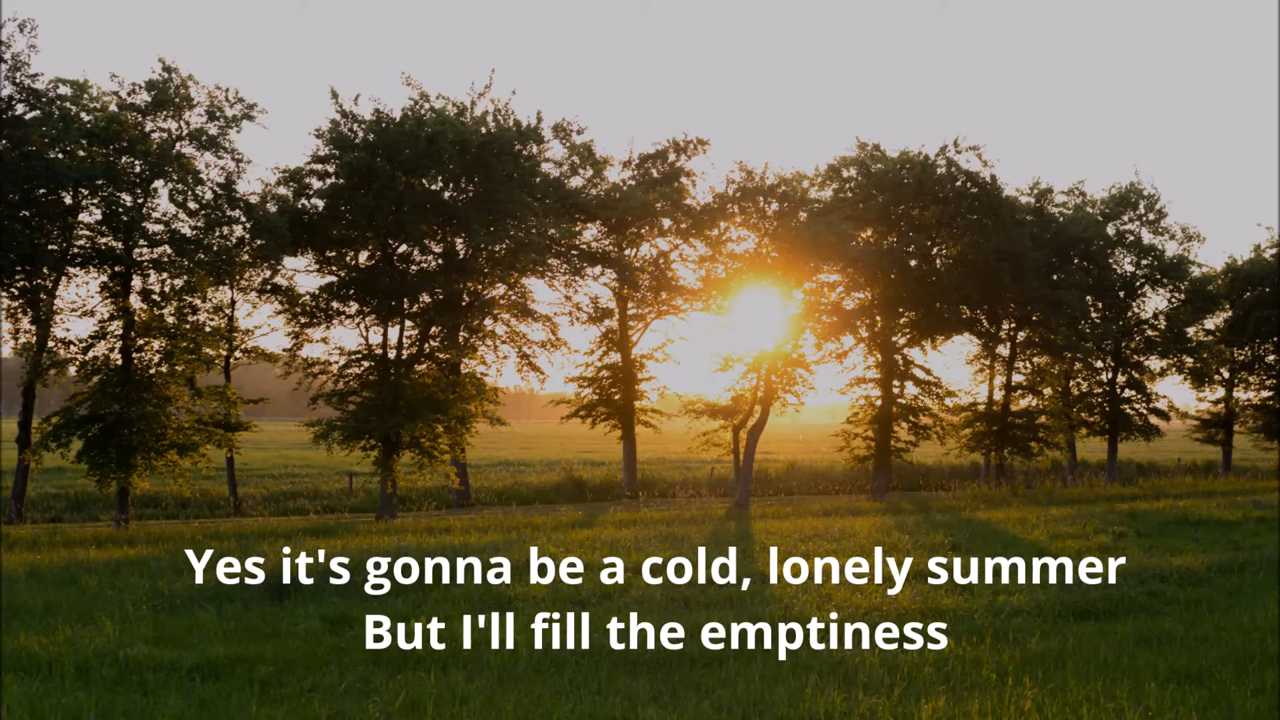 Yes it's gonna be a cold, lonely summer
But I'll fill the emptiness